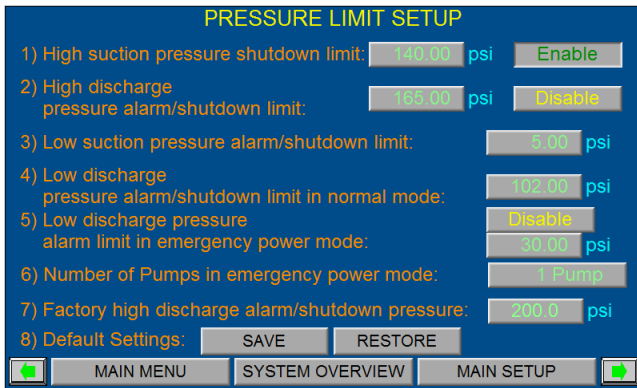 PRESSURE LIMIT SETUP
1) High suction pressure shutdown limit: 140.00 psi Enable
2) High discharge
pressure alarm/shutdown limit: 165.00 psi Disable
3) Low suction pressure alarm/shutdown limit: 5.00 psi
4) Low discharge
pressure alarm/shutdown limit in normal mode: 102.00 psi
5) Low discharge pressure Disable
alarm limit in emergency power mode: 30.00 psi
6) Number of Pumps in emergency power mode: 1 Pump
7) Factory high discharge alarm/shutdown pressure: 200.0 psi
8) Default Settings: SAVE RESTORE
MAIN MENU SYSTEM OVERVIEW MAIN SETUP